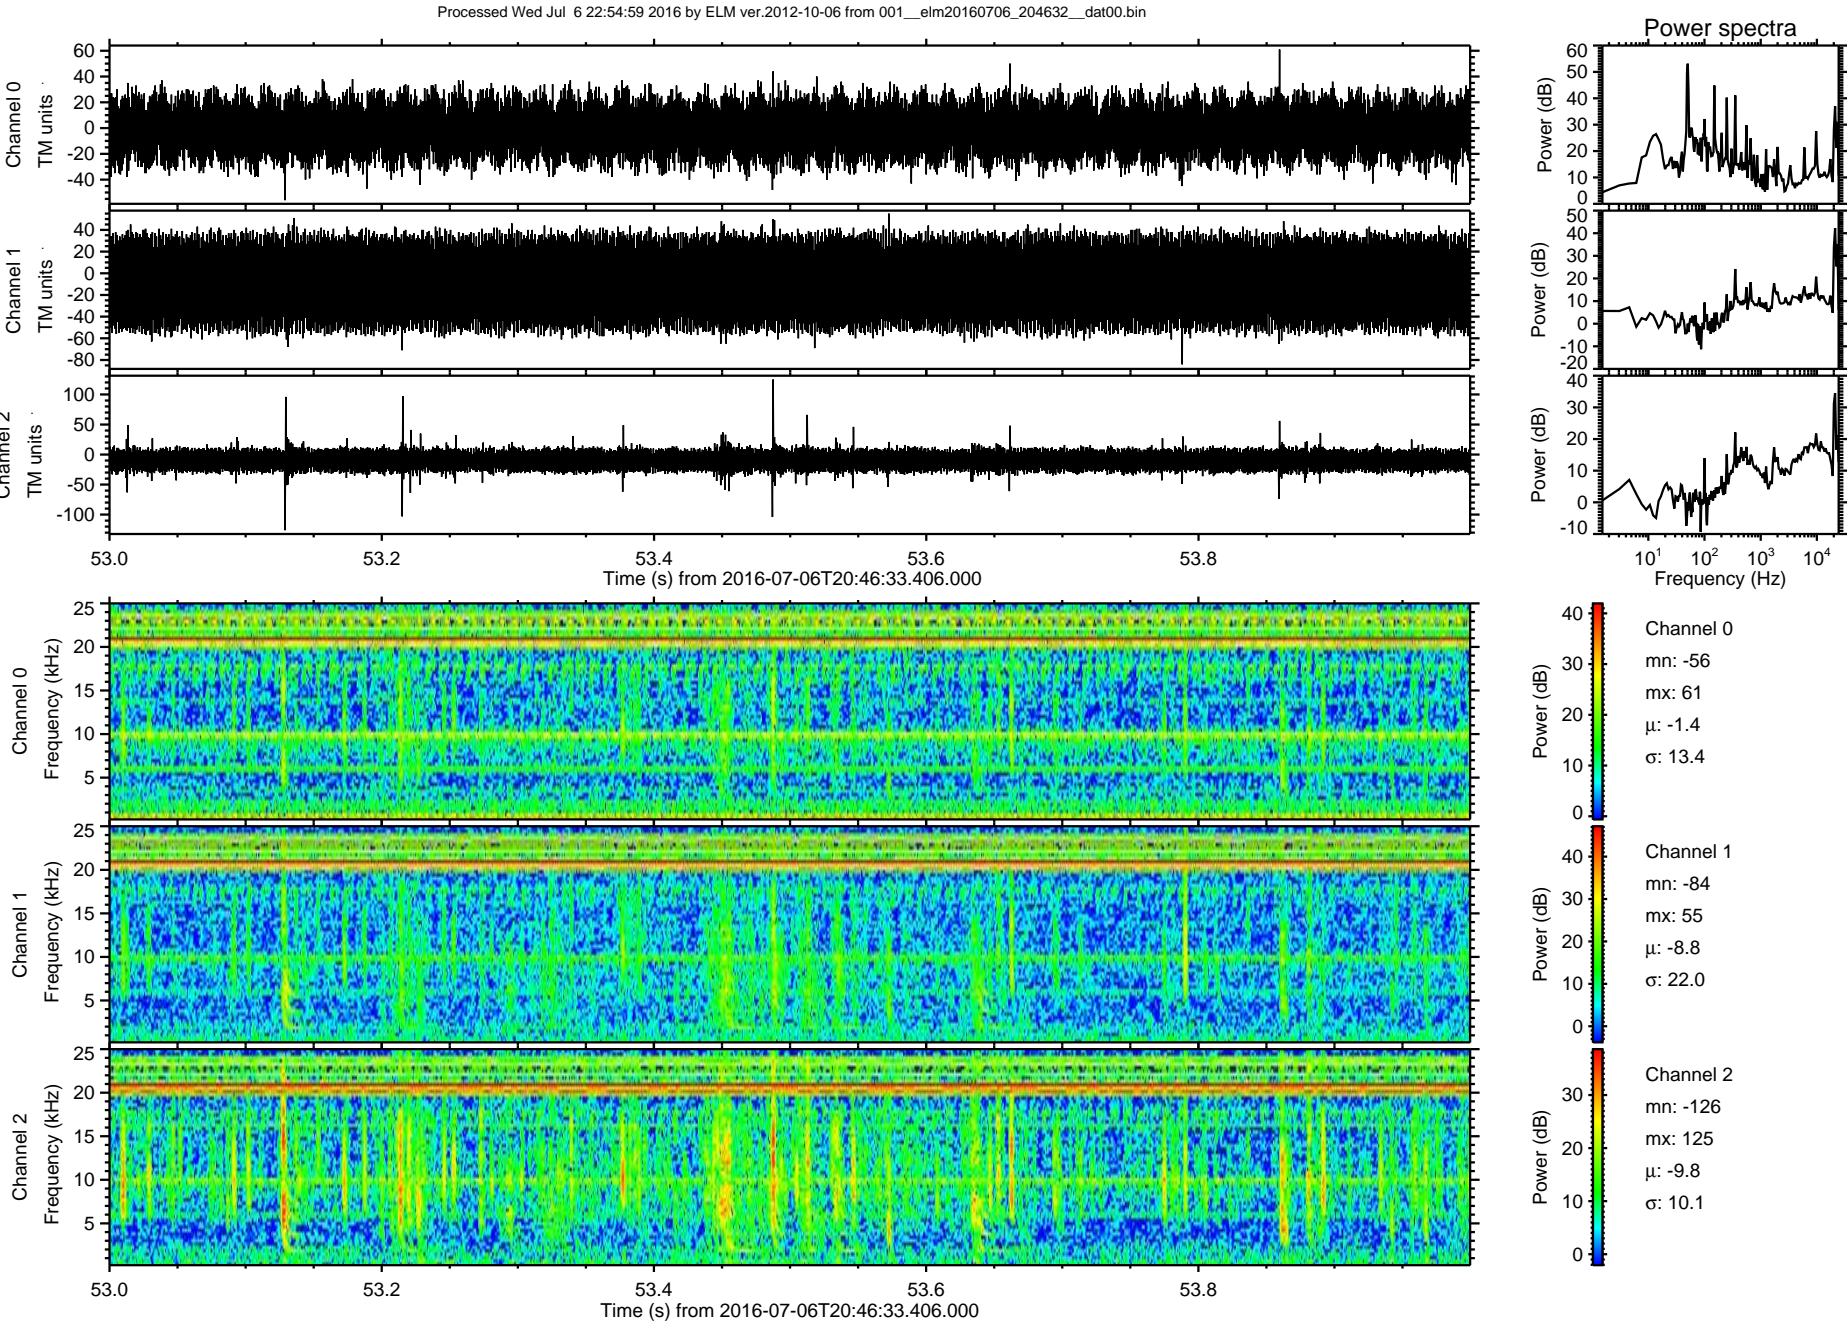 Processed Wed Jul  6 22:54:59 2016 by ELM ver.2012-10-06 from 001__elm20160706_204632__dat00.bin
Power spectra
Channel 0
TM units
60
40
20
0
-20
-40
Power (dB)
60
50
40
30
20
10
0
Channel 1
TM units
40
20
0
-20
-40
-60
-80
Power (dB)
50
40
30
20
10
0
-10
-20
Channel 2
TM units
100
50
0
-50
-100
Power (dB)
40
30
20
10
0
-10
53.0 53.2 53.4 53.6 53.8
Time (s) from 2016-07-06T20:46:33.406.000
10¹ 10² 10³ 10⁴
Frequency (Hz)
Channel 0
Frequency (kHz)
25
20
15
10
5
Power (dB)
40
30
20
10
0
Channel 0
mn: -56
mx: 61
μ: -1.4
σ: 13.4
Channel 1
Frequency (kHz)
25
20
15
10
5
Power (dB)
40
30
20
10
0
Channel 1
mn: -84
mx: 55
μ: -8.8
σ: 22.0
Channel 2
Frequency (kHz)
25
20
15
10
5
Power (dB)
30
20
10
0
Channel 2
mn: -126
mx: 125
μ: -9.8
σ: 10.1
53.0 53.2 53.4 53.6 53.8
Time (s) from 2016-07-06T20:46:33.406.000